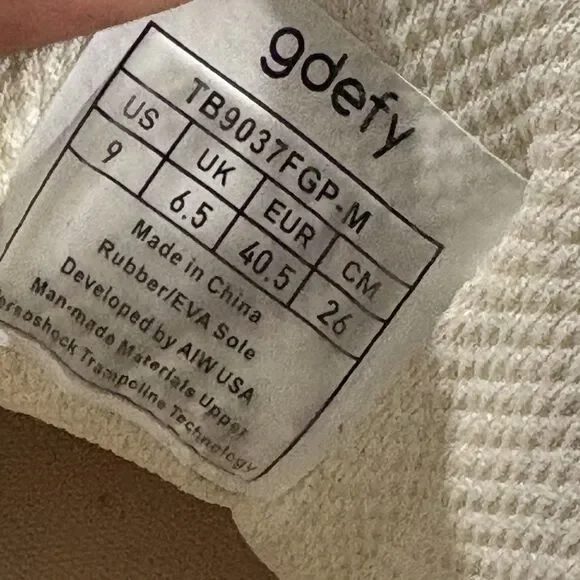 gdefy
TB9037FGP-M
US UK EUR CM
9 6.5 40.5 26
Made in China
Rubber/EVA Sole
Developed by AIW USA
Man-made Materials Upper
Trampoline Technology